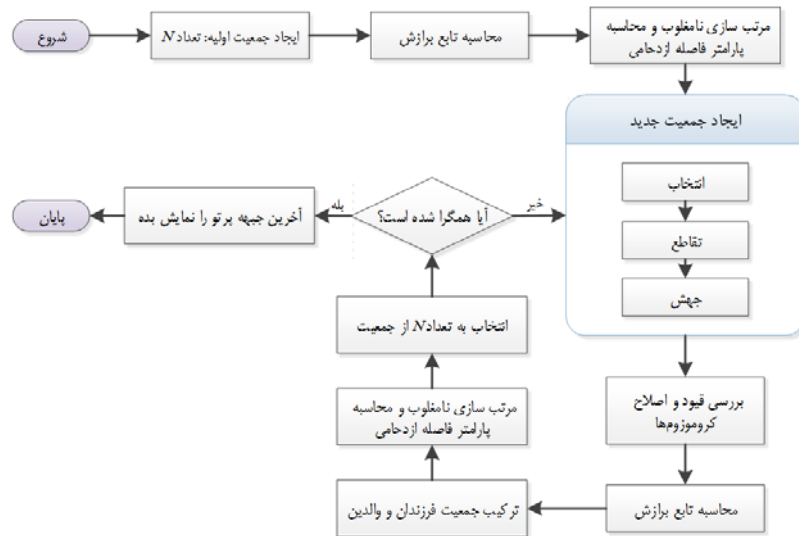 شروع
ایجاد جمعیت اولیه: تعداد N
محاسبه تابع برازش
مرتب سازی نامغلوب و محاسبه
پارامتر فاصله ازدحامی
ایجاد جمعیت جدید
انتخاب
تقاطع
جهش
بررسی قیود و اصلاح
کروموزوم‌ها
محاسبه تابع برازش
ترکیب جمعیت فرزندان و والدین
مرتب سازی نامغلوب و محاسبه
پارامتر فاصله ازدحامی
انتخاب به تعداد N از جمعیت
آیا همگرا شده است؟
خیر
بله
آخرین جبهه پرتو را نمایش بده
پایان